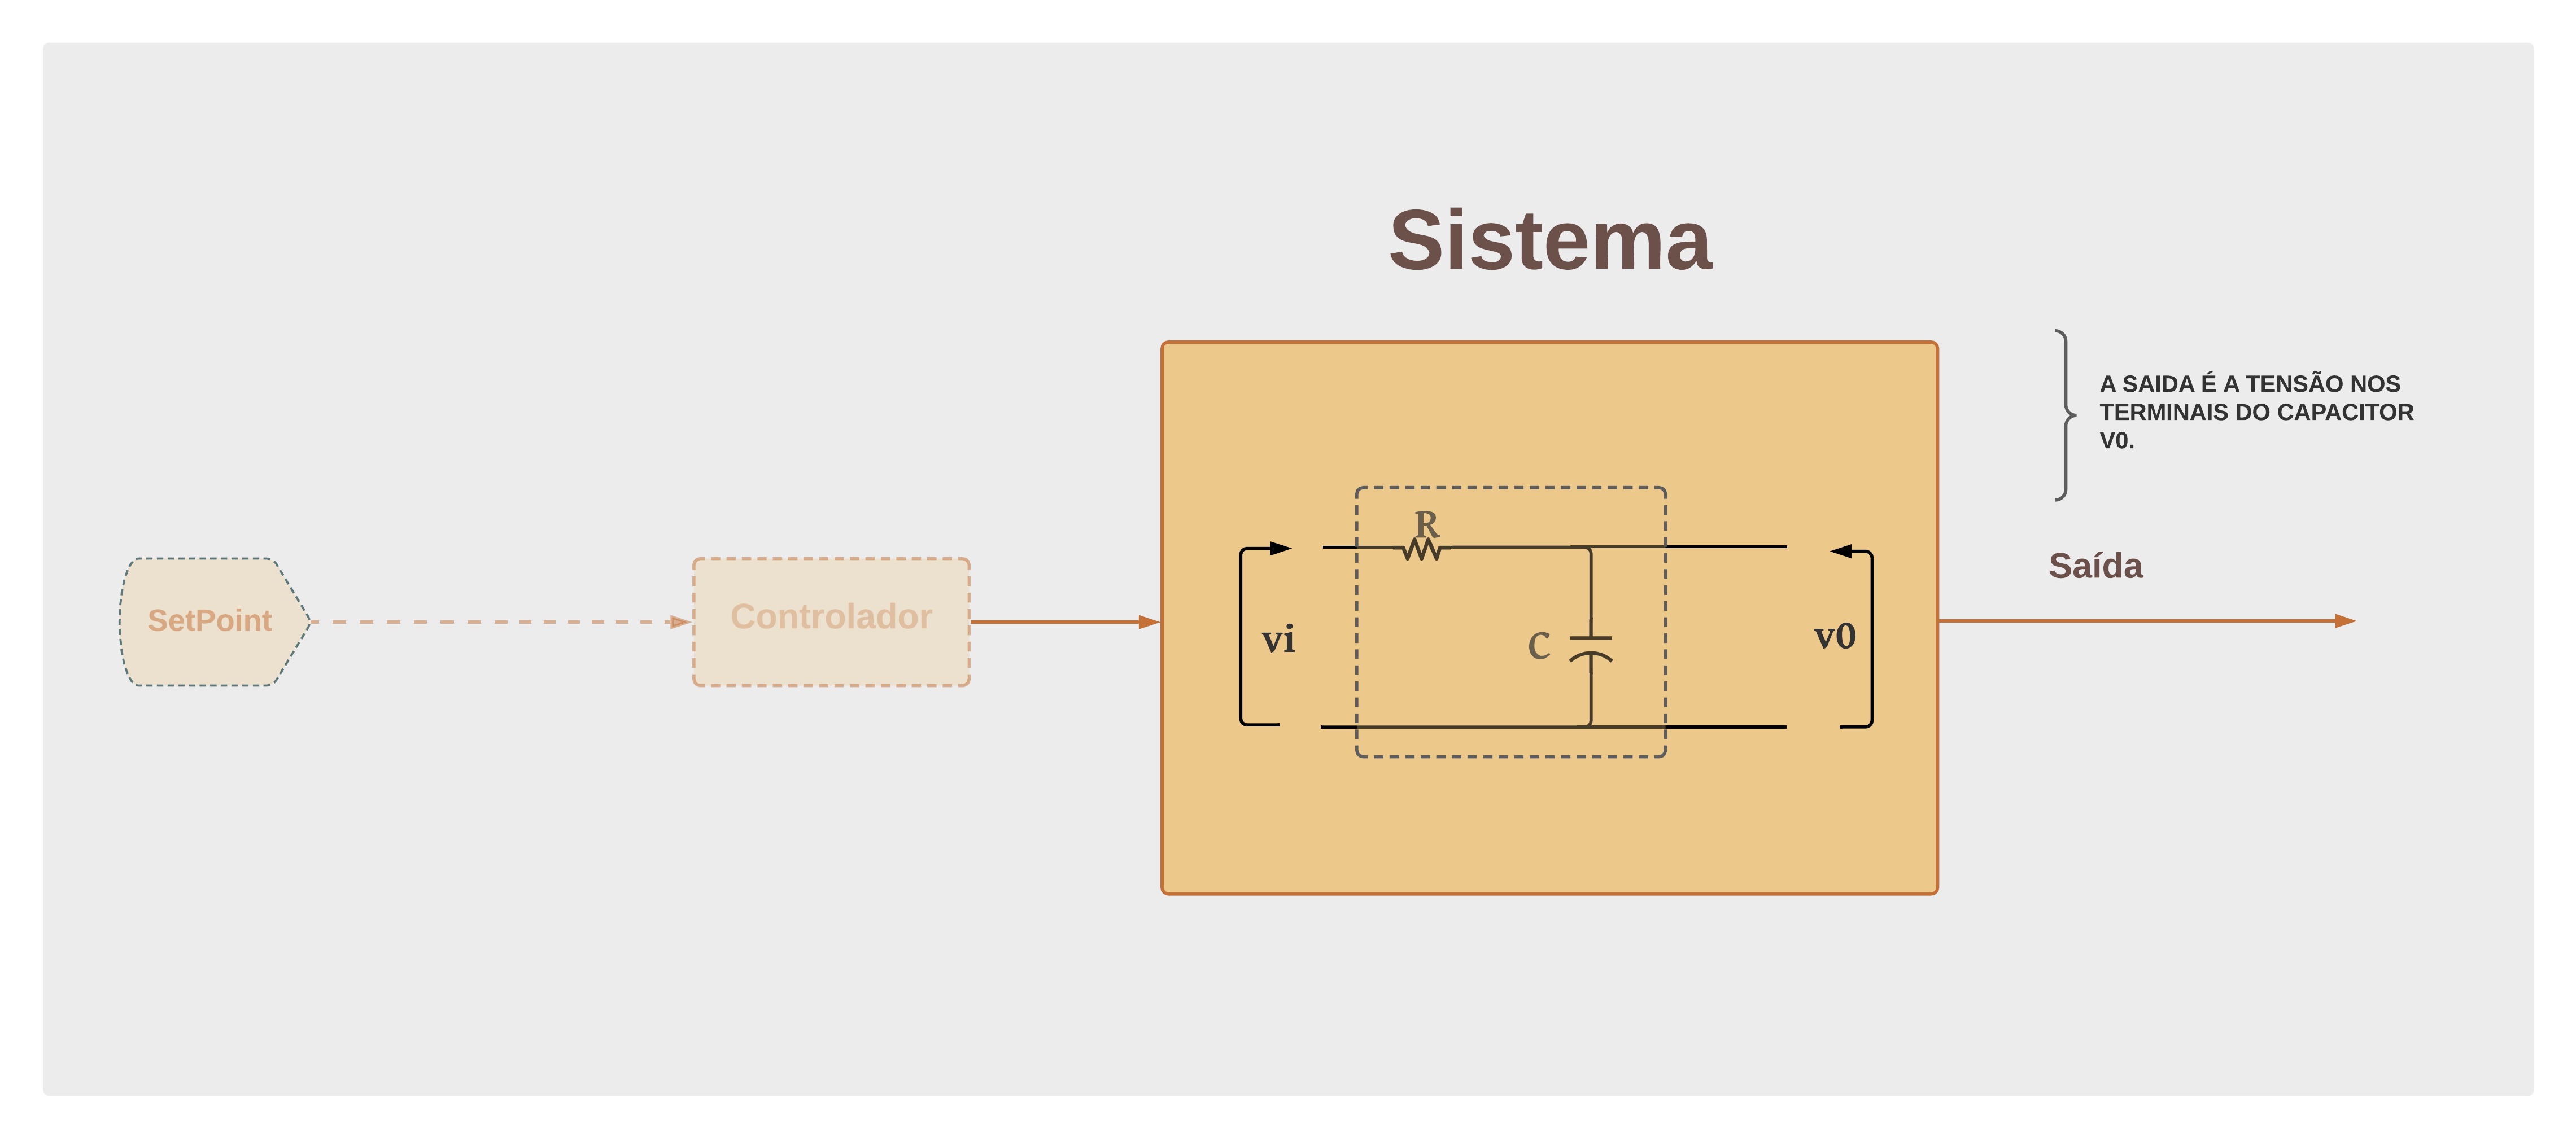 Sistema
A SAIDA É A TENSÃO NOS
TERMINAIS DO CAPACITOR
V0.
R
Saída
SetPoint
Controlador
vi
C
v0